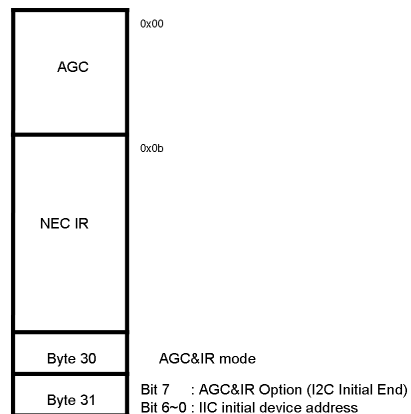 0x00
AGC
0x0b
NEC IR
Byte 30 AGC&IR mode
Byte 31
Bit 7 : AGC&IR Option (I2C Initial End)
Bit 6~0 : IIC initial device address